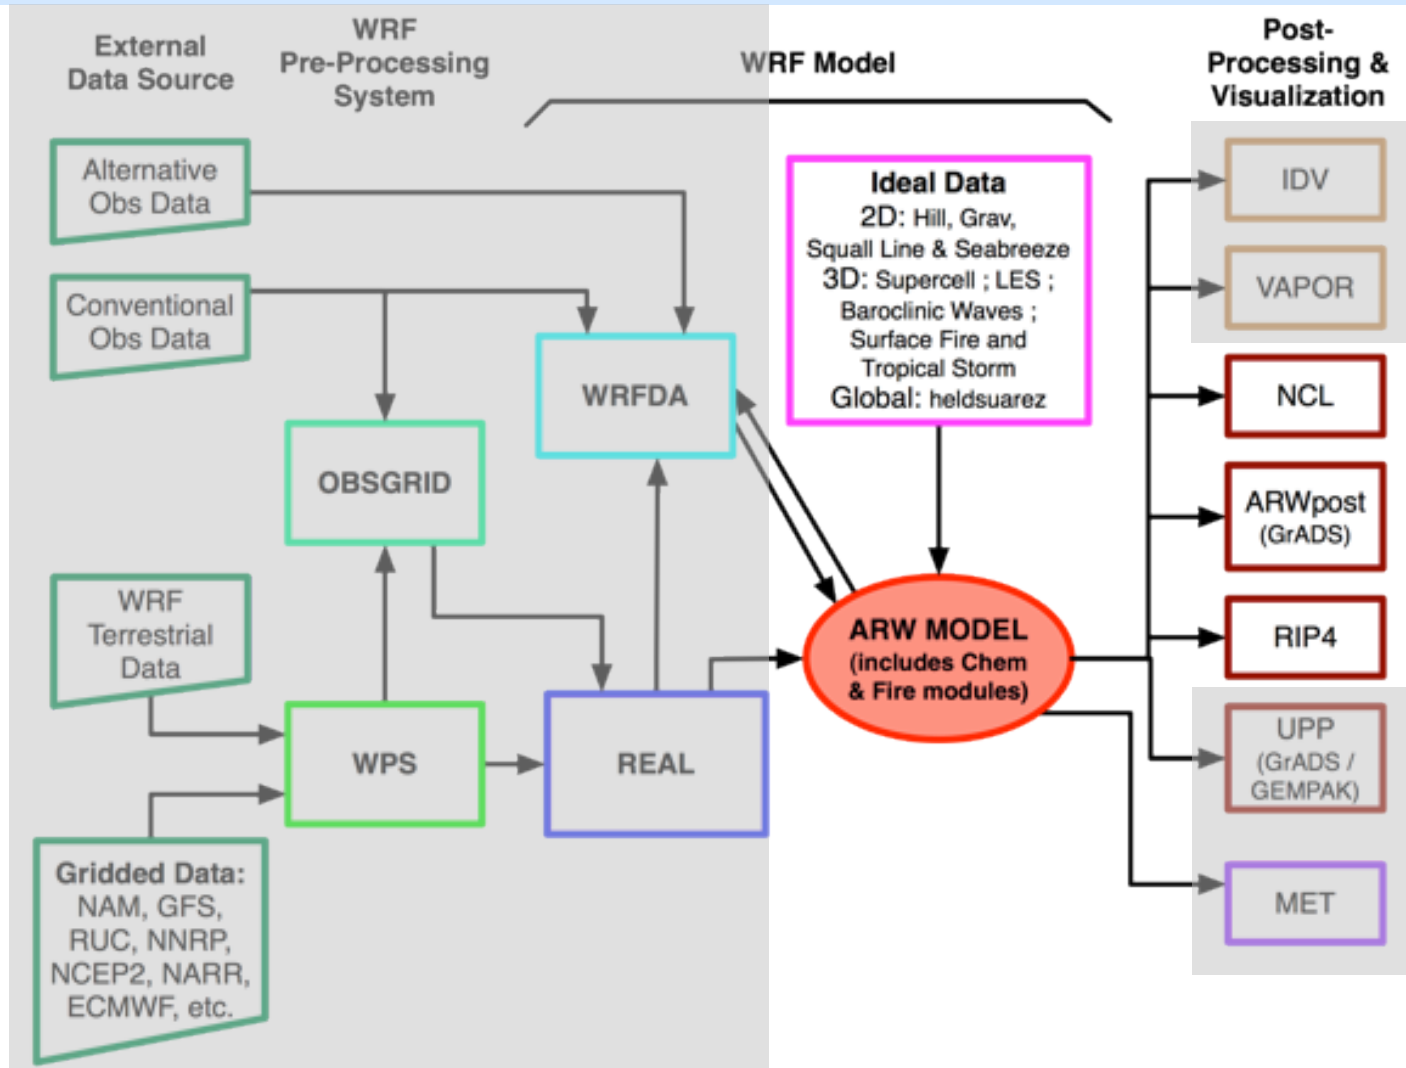 External
Data Source
WRF
Pre-Processing
System
WRF Model
Post-
Processing &
Visualization
Alternative
Obs Data
Conventional
Obs Data
WRF
Terrestrial
Data
Gridded Data:
NAM, GFS,
RUC, NNRP,
NCEP2, NARR,
ECMWF, etc.
OBSGRID
WPS
WRFDA
REAL
Ideal Data
2D: Hill, Grav,
Squall Line & Seabreeze
3D: Supercell ; LES ;
Baroclinic Waves ;
Surface Fire and
Tropical Storm
Global: heldsuarez
ARW MODEL
(includes Chem
& Fire modules)
IDV
VAPOR
NCL
ARWpost
(GrADS)
RIP4
UPP
(GrADS /
GEMPAK)
MET